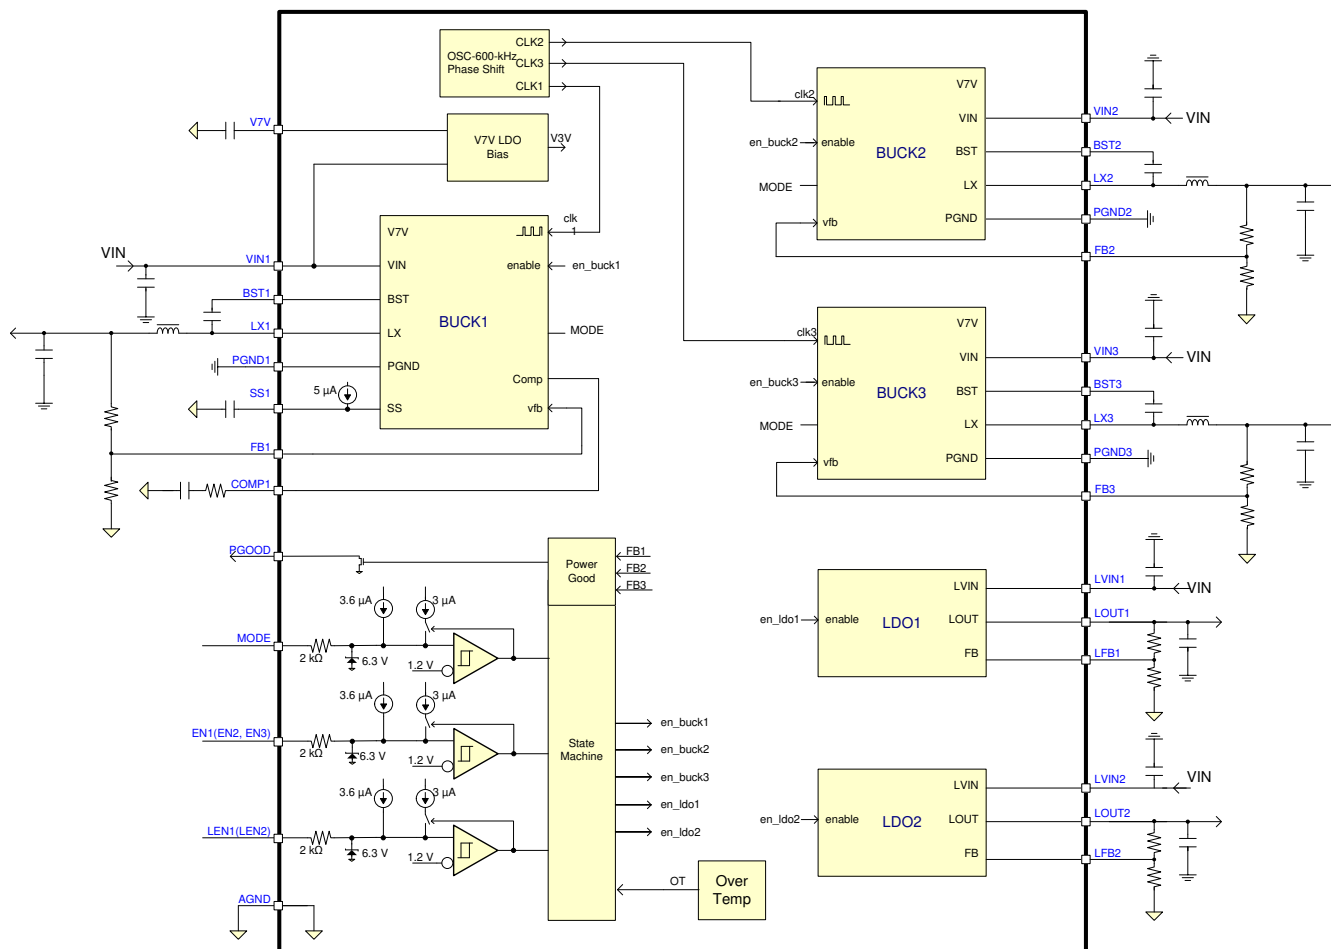 CLK2
OSC-600-kHz
Phase Shift
CLK3
CLK1
V7V
V7V LDO
Bias
V3V
V7V
clk
1
VIN
VIN1
VIN
enable
en_buck1
BST1
BST
BUCK1
LX1
LX
MODE
PGND1
PGND
Comp
5 µA
SS1
SS
vfb
FB1
COMP1
clk2
V7V
VIN
VIN2
VIN
en_buck2
enable
BUCK2
BST
BST2
MODE
LX
LX2
vfb
PGND
PGND2
FB2
clk3
V7V
VIN
VIN3
VIN
en_buck3
enable
BUCK3
BST
BST3
MODE
LX
LX3
vfb
PGND
PGND3
FB3
PGOOD
Power
Good
FB1
FB2
FB3
3.6 µA
3 µA
MODE
2 kΩ
6.3 V
1.2 V
3.6 µA
3 µA
EN1(EN2, EN3)
2 kΩ
6.3 V
1.2 V
3.6 µA
3 µA
LEN1(LEN2)
2 kΩ
6.3 V
1.2 V
State
Machine
en_buck1
en_buck2
en_buck3
en_ldo1
en_ldo2
OT
Over
Temp
AGND
LVIN
LVIN1
VIN
en_ldo1
enable
LDO1
LOUT
LOUT1
FB
LFB1
LVIN
LVIN2
VIN
en_ldo2
enable
LDO2
LOUT
LOUT2
FB
LFB2